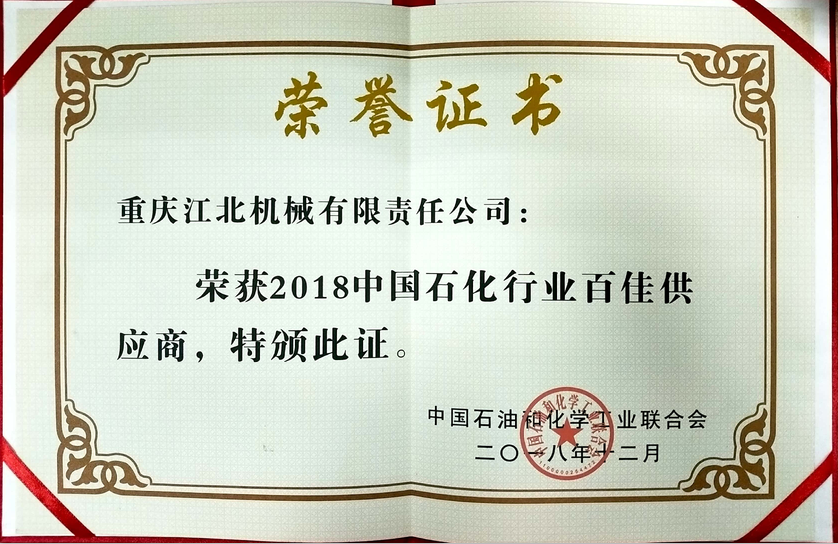 荣誉证书
重庆江北机械有限责任公司：
荣获2018中国石化行业百佳供
应商，特颁此证。
中国石油和化学工业联合会
二〇一八年十二月